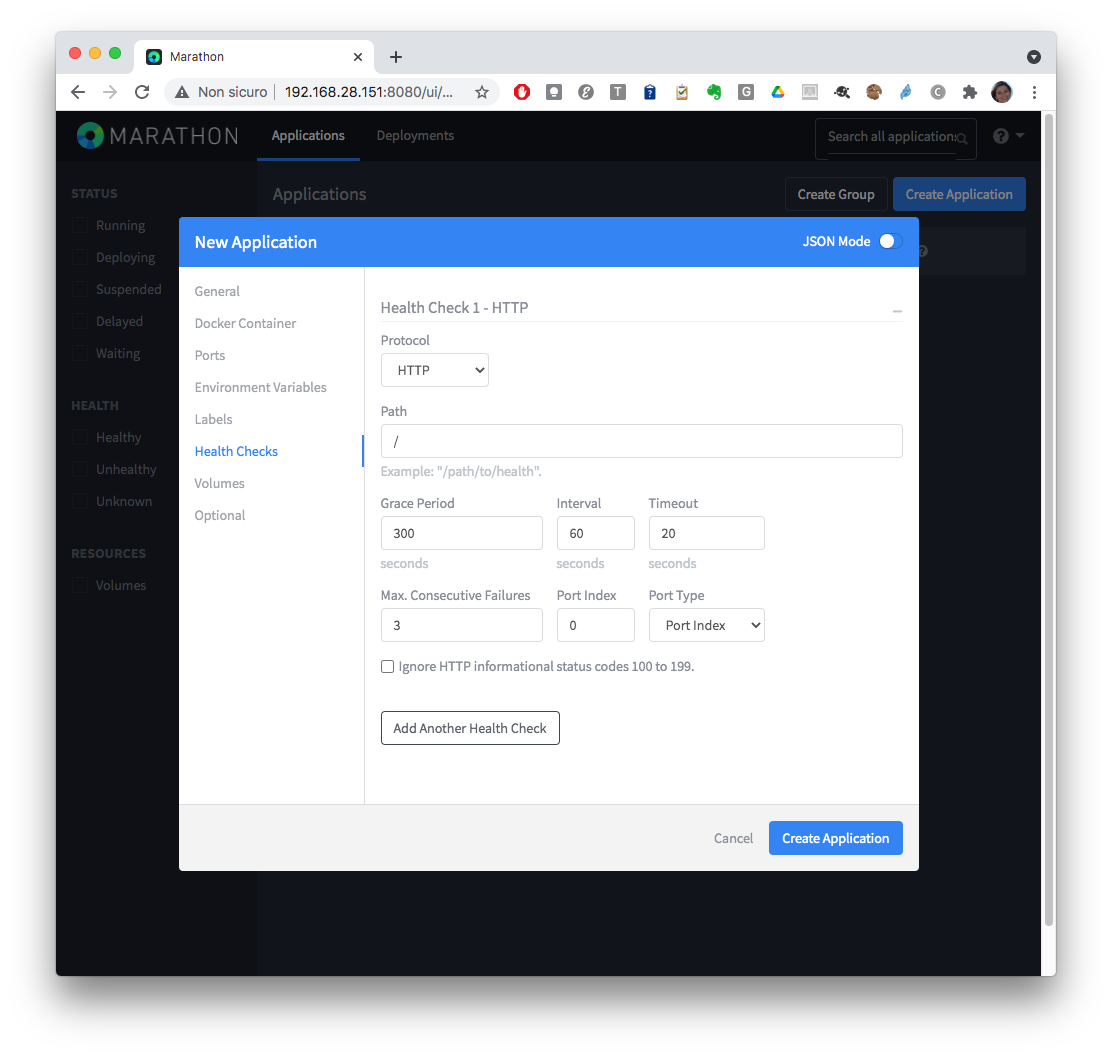 Marathon
Non sicuro 192.168.28.151:8080/ui/...
MARATHON Applications Deployments Search all applications
STATUS
Running
Deploying
Suspended
Delayed
Waiting
HEALTH
Healthy
Unhealthy
Unknown
RESOURCES
Volumes
Applications Create Group Create Application
New Application JSON Mode
General
Docker Container
Ports
Environment Variables
Labels
Health Checks
Volumes
Optional
Health Check 1 - HTTP
Protocol
HTTP
Path
/
Example: "/path/to/health".
Grace Period Interval Timeout
300 60 20
seconds seconds seconds
Max. Consecutive Failures Port Index Port Type
3 0 Port Index
Ignore HTTP informational status codes 100 to 199.
Add Another Health Check
Cancel Create Application